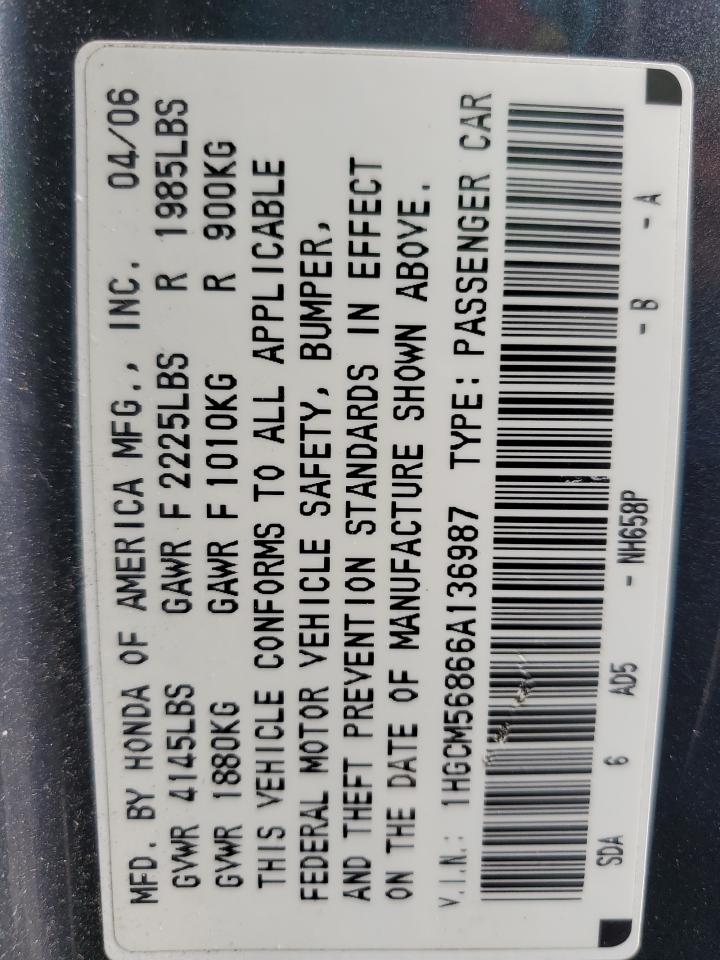 MFD. BY HONDA OF AMERICA MFG., INC. 04/06
GVWR 4145LBS GAWR F 2225LBS R 1985LBS
GVWR 1880KG GAWR F 1010KG R 900KG
THIS VEHICLE CONFORMS TO ALL APPLICABLE
FEDERAL MOTOR VEHICLE SAFETY, BUMPER,
AND THEFT PREVENTION STANDARDS IN EFFECT
ON THE DATE OF MANUFACTURE SHOWN ABOVE.
V.I.N.: 1HGCM56866A136987 TYPE: PASSENGER CAR
SDA 6 AD5 - NH658P - B - A